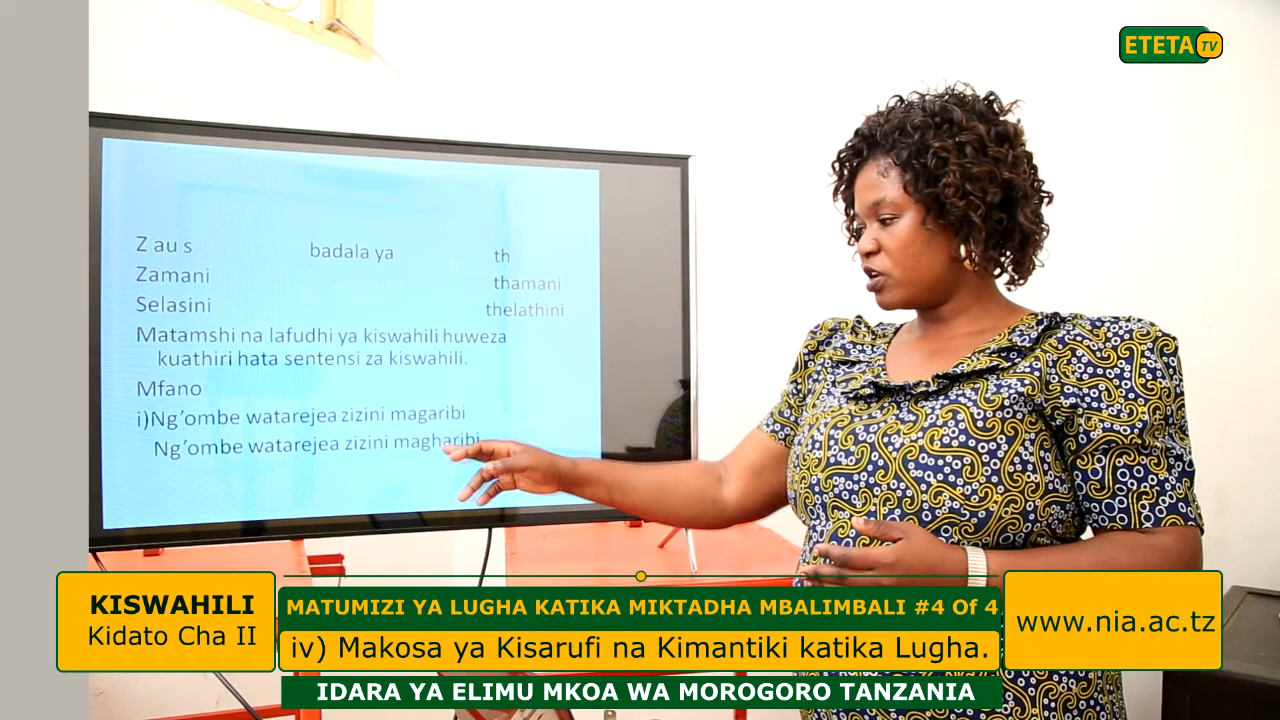 ETETA TV
Z au s badala ya th
Zamani thamani
Selasini thelathini
Matamshi na lafudhi ya kiswahili huweza
kuathiri hata sentensi za kiswahili.
Mfano
i)Ng'ombe watarejea zizini magaribi
Ng'ombe watarejea zizini magharibi
KISWAHILI
Kidato Cha II
MATUMIZI YA LUGHA KATIKA MIKTADHA MBALIMBALI #4 Of 4
iv) Makosa ya Kisarufi na Kimantiki katika Lugha.
www.nia.ac.tz
IDARA YA ELIMU MKOA WA MOROGORO TANZANIA